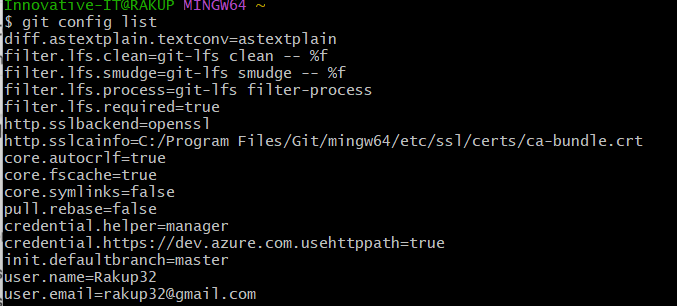 Innovative-IT@RAKUP MINGW64 ~
$ git config list
diff.astextplain.textconv=astextplain
filter.lfs.clean=git-lfs clean -- %f
filter.lfs.smudge=git-lfs smudge -- %f
filter.lfs.process=git-lfs filter-process
filter.lfs.required=true
http.sslbackend=openssl
http.sslcainfo=C:/Program Files/Git/mingw64/etc/ssl/certs/ca-bundle.crt
core.autocrlf=true
core.fscache=true
core.symlinks=false
pull.rebase=false
credential.helper=manager
credential.https://dev.azure.com.usehttppath=true
init.defaultbranch=master
user.name=Rakup32
user.email=rakup32@gmail.com